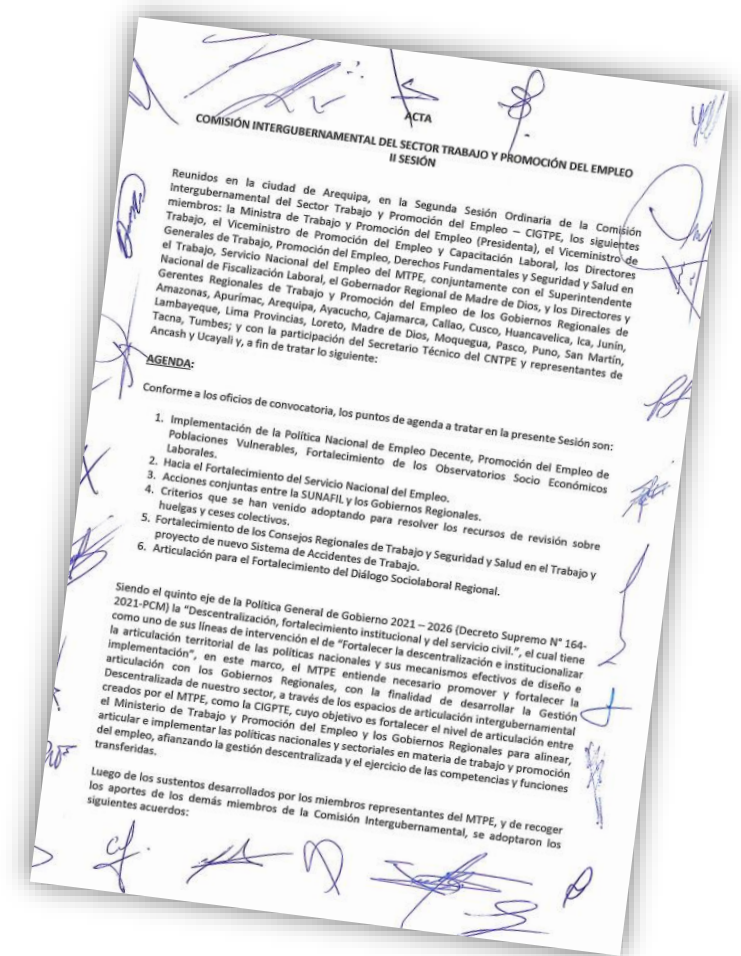 ACTA
COMISIÓN INTERGUBERNAMENTAL DEL SECTOR TRABAJO Y PROMOCIÓN DEL EMPLEO
II SESIÓN
Reunidos en la ciudad de Arequipa, en la Segunda Sesión Ordinaria de la Comisión
Intergubernamental del Sector Trabajo y Promoción del Empleo – CIGTPE, los siguientes
miembros: la Ministra de Trabajo y Promoción del Empleo (Presidenta), el Viceministro de
Trabajo, el Viceministro de Promoción del Empleo y Capacitación Laboral, los Directores
Generales de Trabajo, Promoción del Empleo, Derechos Fundamentales y Seguridad y Salud en
el Trabajo, Servicio Nacional del Empleo del MTPE, conjuntamente con el Superintendente
Nacional de Fiscalización Laboral, el Gobernador Regional de Madre de Dios, y los Directores y
Gerentes Regionales de Trabajo y Promoción del Empleo de los Gobiernos Regionales de
Amazonas, Apurímac, Arequipa, Ayacucho, Cajamarca, Callao, Cusco, Huancavelica, Ica, Junín,
Lambayeque, Lima Provincias, Loreto, Madre de Dios, Moquegua, Pasco, Puno, San Martín,
Tacna, Tumbes; y con la participación del Secretario Técnico del CNTPE y representantes de
Ancash y Ucayali y, a fin de tratar lo siguiente:
AGENDA:
Conforme a los oficios de convocatoria, los puntos de agenda a tratar en la presente Sesión son:
1. Implementación de la Política Nacional de Empleo Decente, Promoción del Empleo de
Poblaciones Vulnerables, Fortalecimiento de los Observatorios Socio Económicos
Laborales.
2. Hacia el Fortalecimiento del Servicio Nacional del Empleo.
3. Acciones conjuntas entre la SUNAFIL y los Gobiernos Regionales.
4. Criterios que se han venido adoptando para resolver los recursos de revisión sobre
huelgas y ceses colectivos.
5. Fortalecimiento de los Consejos Regionales de Trabajo y Seguridad y Salud en el Trabajo y
proyecto de nuevo Sistema de Accidentes de Trabajo.
6. Articulación para el Fortalecimiento del Diálogo Sociolaboral Regional.
Siendo el quinto eje de la Política General de Gobierno 2021 – 2026 (Decreto Supremo N° 164-
2021-PCM) la "Descentralización, fortalecimiento institucional y del servicio civil.", el cual tiene
como uno de sus líneas de intervención el de "Fortalecer la descentralización e institucionalizar
la articulación territorial de las políticas nacionales y sus mecanismos efectivos de diseño e
implementación", en este marco, el MTPE entiende necesario promover y fortalecer la
articulación con los Gobiernos Regionales, con la finalidad de desarrollar la Gestión
Descentralizada de nuestro sector, a través de los espacios de articulación intergubernamental
creados por el MTPE, como la CIGPTE, cuyo objetivo es fortalecer el nivel de articulación entre
el Ministerio de Trabajo y Promoción del Empleo y los Gobiernos Regionales para alinear,
articular e implementar las políticas nacionales y sectoriales en materia de trabajo y promoción
del empleo, afianzando la gestión descentralizada y el ejercicio de las competencias y funciones
transferidas.
Luego de los sustentos desarrollados por los miembros representantes del MTPE, y de recoger
los aportes de los demás miembros de la Comisión Intergubernamental, se adoptaron los
siguientes acuerdos: